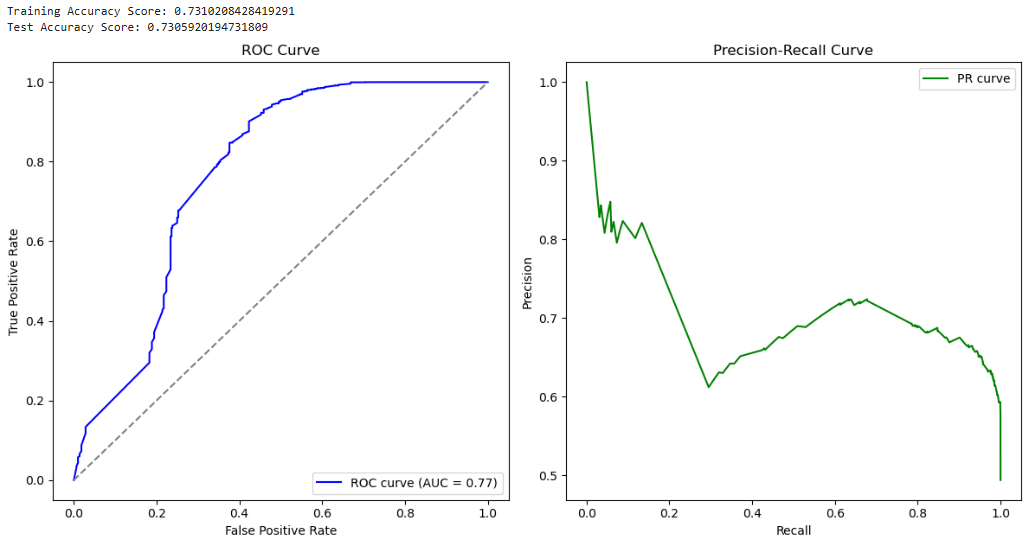 Training Accuracy Score: 0.7310208428419291
Test Accuracy Score: 0.7305920194731809
ROC Curve
1.0
0.8
0.6
0.4
0.2
0.0
True Positive Rate
0.0 0.2 0.4 0.6 0.8 1.0
False Positive Rate
ROC curve (AUC = 0.77)
Precision-Recall Curve
PR curve
1.0
0.9
0.8
0.7
0.6
0.5
Precision
0.0 0.2 0.4 0.6 0.8 1.0
Recall